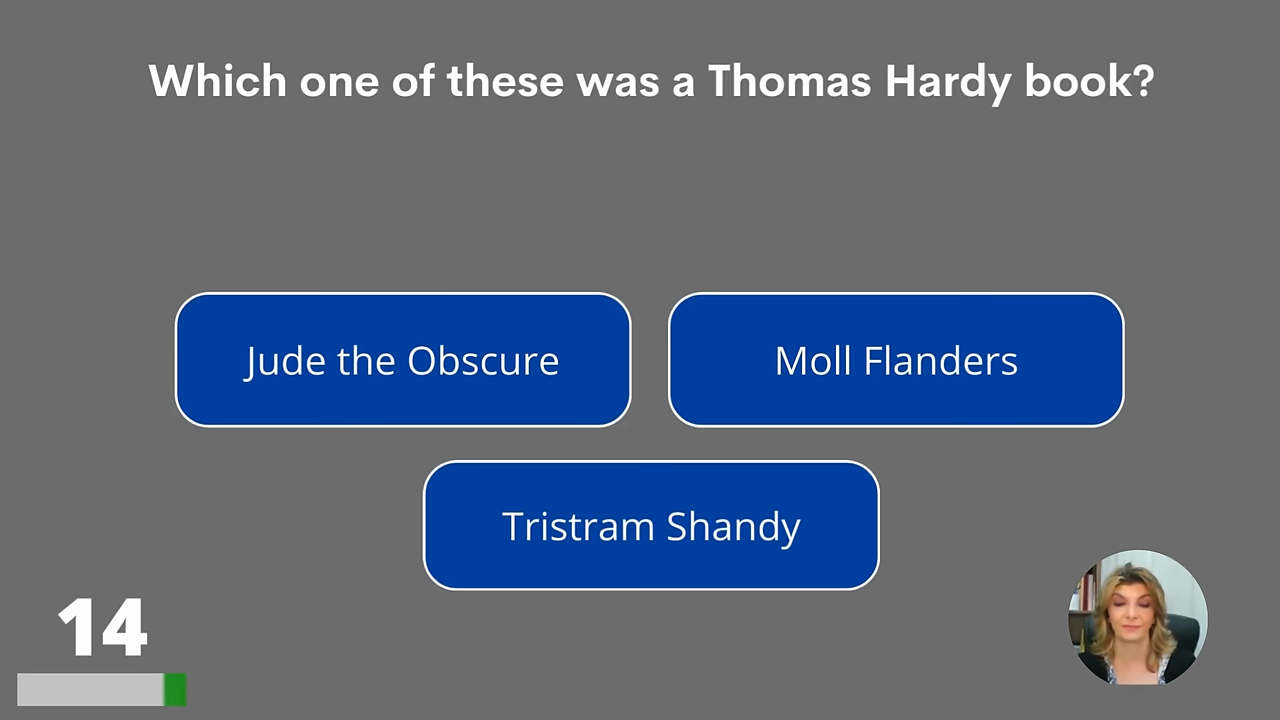 Which one of these was a Thomas Hardy book?
Jude the Obscure
Moll Flanders
Tristram Shandy
14